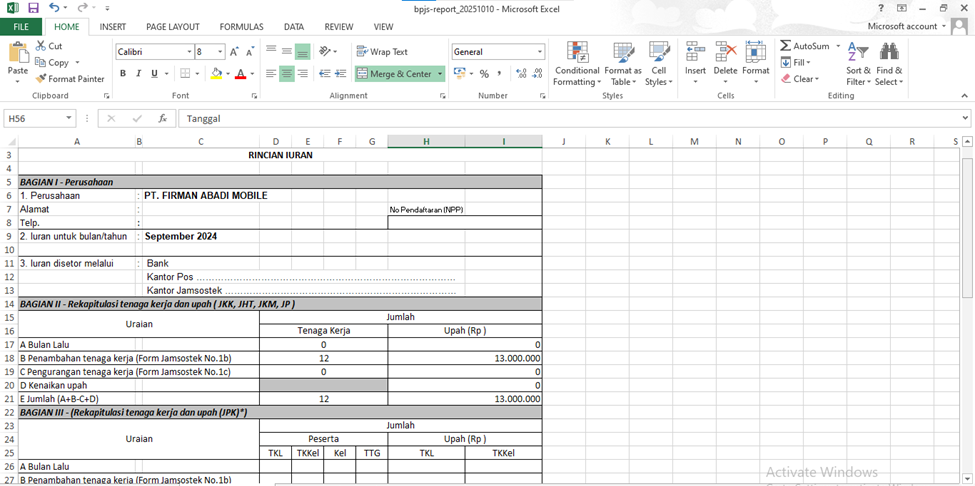 bpjs-report_20251010 - Microsoft Excel
FILE HOME INSERT PAGE LAYOUT FORMULAS DATA REVIEW VIEW Microsoft account
Paste Cut Copy Format Painter Clipboard
Calibri 8 A A B I U A Font
Wrap Text Merge & Center Alignment
General % Number
Conditional Formatting Format as Table Cell Styles Styles
Insert Delete Format Cells
AutoSum Fill Clear Sort & Filter Find & Select Editing
H56 fx Tanggal
A B C D E F G H I J K L M N O P Q R S
3 RINCIAN IURAN
4
5 BAGIAN I - Perusahaan
6 1. Perusahaan : PT. FIRMAN ABADI MOBILE
7 Alamat : No Pendaftaran (NPP)
8 Telp. :
9 2. Iuran untuk bulan/tahun : September 2024
10
11 3. Iuran disetor melalui : Bank
12 Kantor Pos ................................................................................
13 Kantor Jamsostek ......................................................................
14 BAGIAN II - Rekapitulasi tenaga kerja dan upah ( JKK, JHT, JKM, JP )
15 Uraian Jumlah
16 Tenaga Kerja Upah (Rp )
17 A Bulan Lalu 0 0
18 B Penambahan tenaga kerja (Form Jamsostek No.1b) 12 13.000.000
19 C Pengurangan tenaga kerja (Form Jamsostek No.1c) 0 0
20 D Kenaikan upah 0
21 E Jumlah (A+B-C+D) 12 13.000.000
22 BAGIAN III - (Rekapitulasi tenaga kerja dan upah (JPK)*)
23 Jumlah
24 Uraian Peserta Upah (Rp )
25 TKL TKKel Kel TTG TKL TKKel
26 A Bulan Lalu
27 B Penambahan tenaga kerja (Form Jamsostek No.1b)
Activate Windows